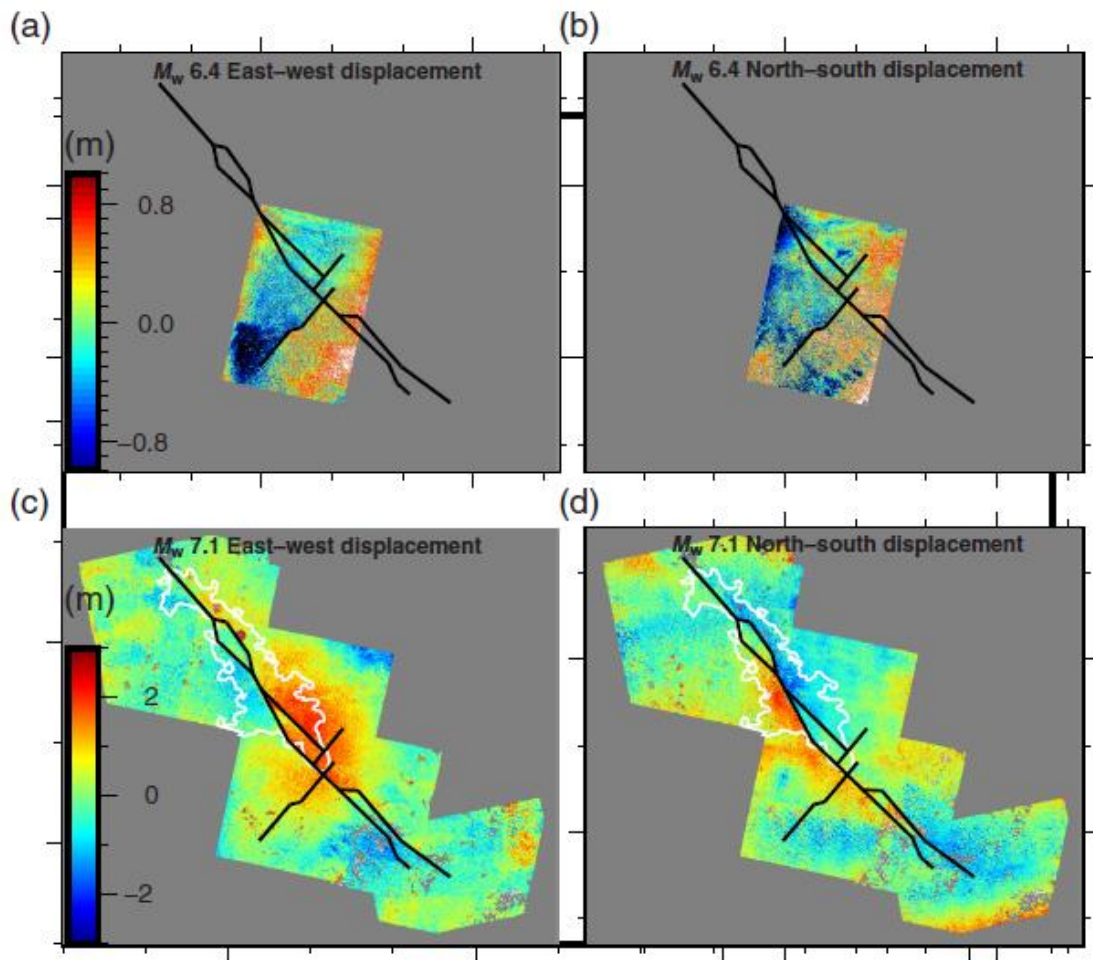 (a)
(b)
Mw 6.4 East–west displacement
Mw 6.4 North–south displacement
(m)
0.8
0.0
−0.8
(c)
(d)
Mw 7.1 East–west displacement
Mw 7.1 North–south displacement
(m)
2
0
−2